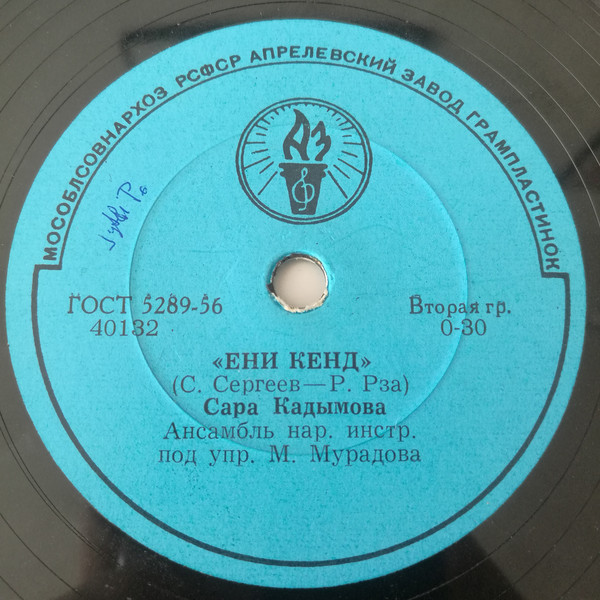 МОСОБЛСОВНАРХОЗ РСФСР АПРЕЛЕВСКИЙ ЗАВОД ГРАМПЛАСТИНОК
АЗ
ГОСТ 5289-56
40132
Вторая гр.
0-30
«ЕНИ КЕНД»
(С. Сергеев—Р. Рза)
Сара Кадымова
Ансамбль нар. инстр.
под упр. М. Мурадова